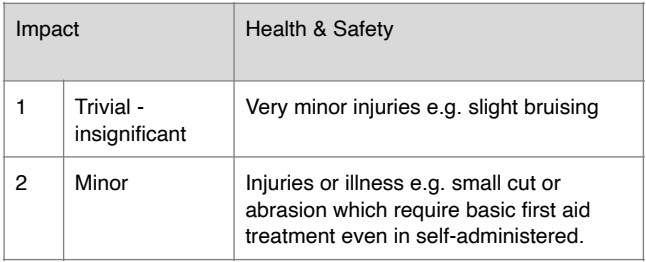 Impact
Health & Safety
1
Trivial -
insignificant
Very minor injuries e.g. slight bruising
2
Minor
Injuries or illness e.g. small cut or
abrasion which require basic first aid
treatment even in self-administered.